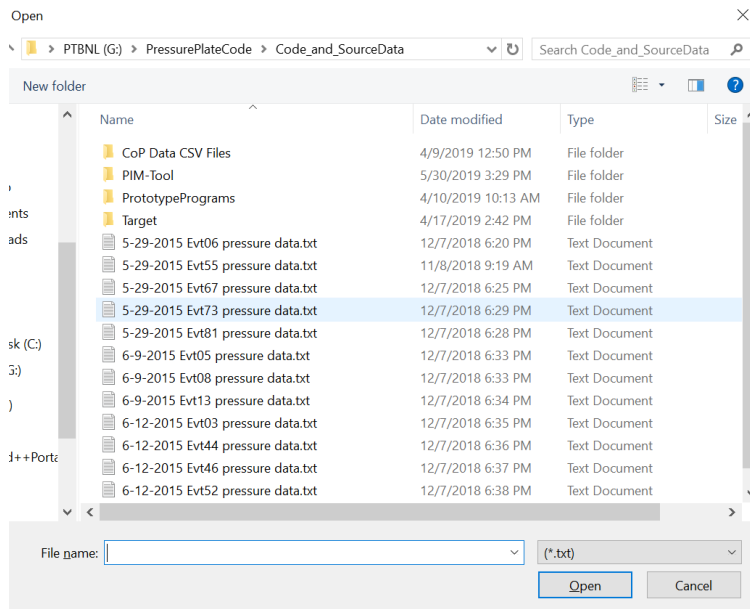 Open
PTBNL (G:) > PressurePlateCode > Code_and_SourceData
Search Code_and_SourceData
New folder
Name Date modified Type Size
CoP Data CSV Files 4/9/2019 12:50 PM File folder
PIM-Tool 5/30/2019 3:29 PM File folder
PrototypePrograms 4/10/2019 10:13 AM File folder
Target 4/17/2019 2:42 PM File folder
5-29-2015 Evt06 pressure data.txt 12/7/2018 6:20 PM Text Document
5-29-2015 Evt55 pressure data.txt 11/8/2018 9:19 AM Text Document
5-29-2015 Evt67 pressure data.txt 12/7/2018 6:25 PM Text Document
5-29-2015 Evt73 pressure data.txt 12/7/2018 6:29 PM Text Document
5-29-2015 Evt81 pressure data.txt 12/7/2018 6:28 PM Text Document
6-9-2015 Evt05 pressure data.txt 12/7/2018 6:33 PM Text Document
6-9-2015 Evt08 pressure data.txt 12/7/2018 6:33 PM Text Document
6-9-2015 Evt13 pressure data.txt 12/7/2018 6:34 PM Text Document
6-12-2015 Evt03 pressure data.txt 12/7/2018 6:35 PM Text Document
6-12-2015 Evt44 pressure data.txt 12/7/2018 6:36 PM Text Document
6-12-2015 Evt46 pressure data.txt 12/7/2018 6:37 PM Text Document
6-12-2015 Evt52 pressure data.txt 12/7/2018 6:38 PM Text Document
ents
ads
sk (C:)
G:)
)
d++Porta
File name:
(*.txt)
Open
Cancel